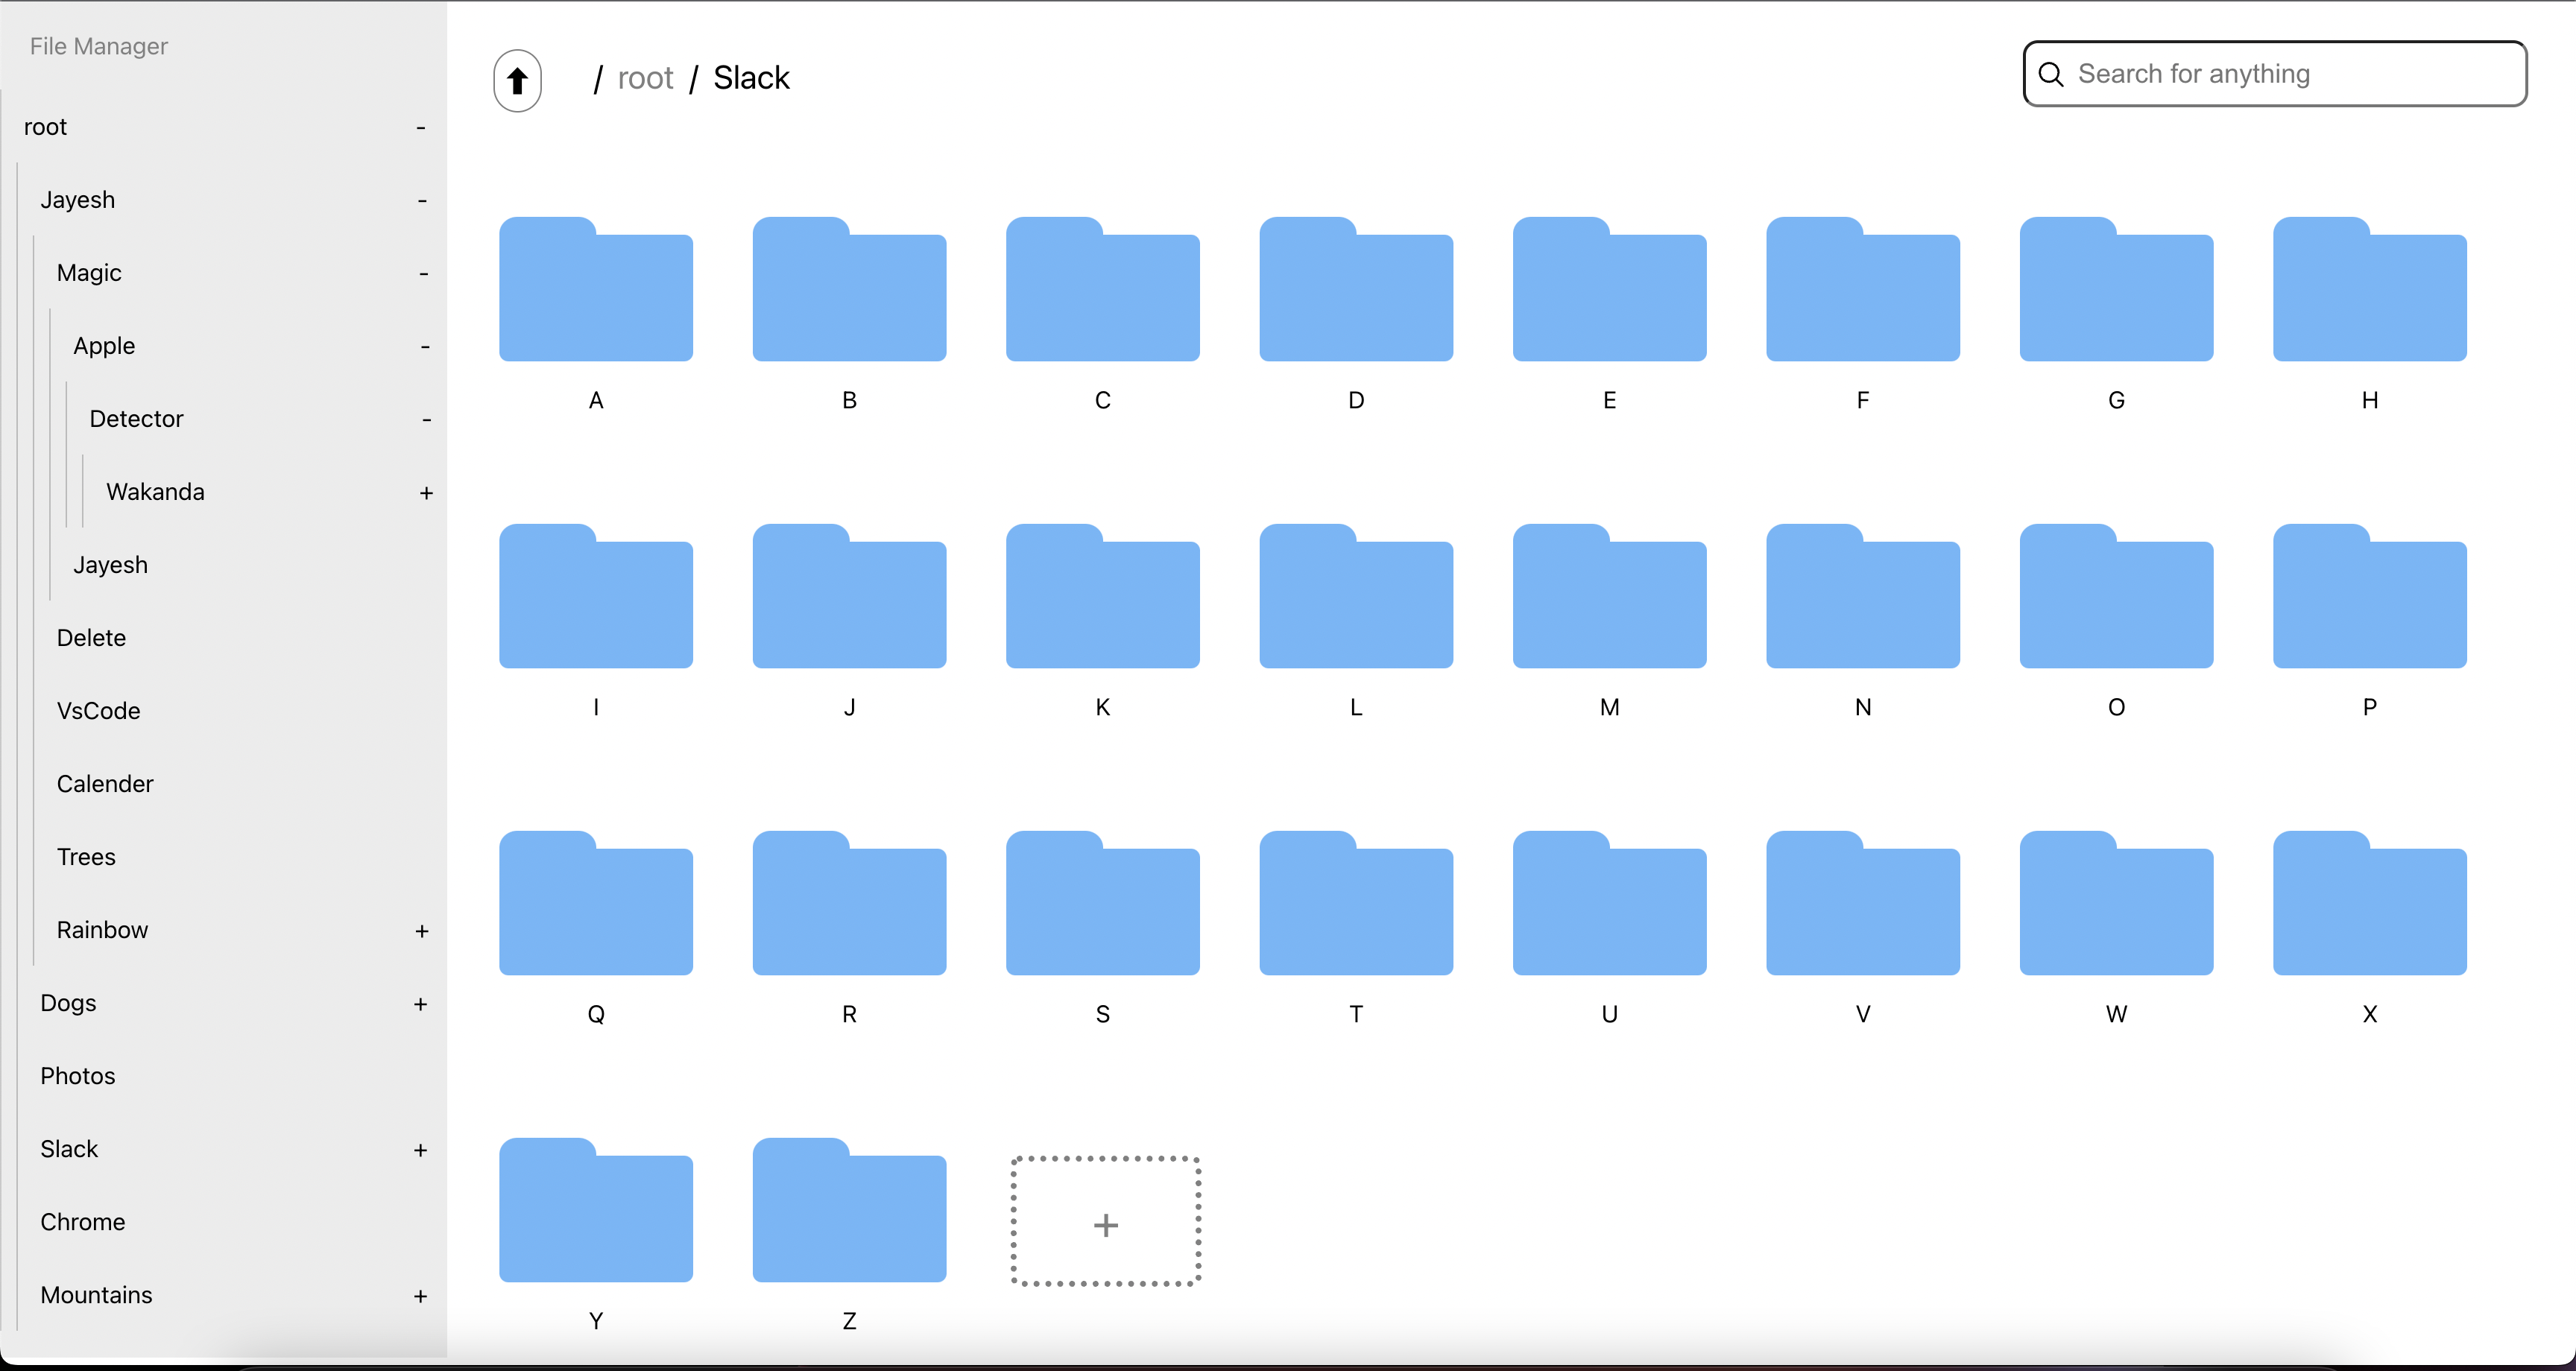 File Manager
root -
Jayesh -
Magic -
Apple -
Detector -
Wakanda +
Jayesh
Delete
VsCode
Calender
Trees
Rainbow +
Dogs +
Photos
Slack +
Chrome
Mountains +
/ root / Slack
Search for anything
A B C D E F G H
I J K L M N O P
Q R S T U V W X
Y Z +